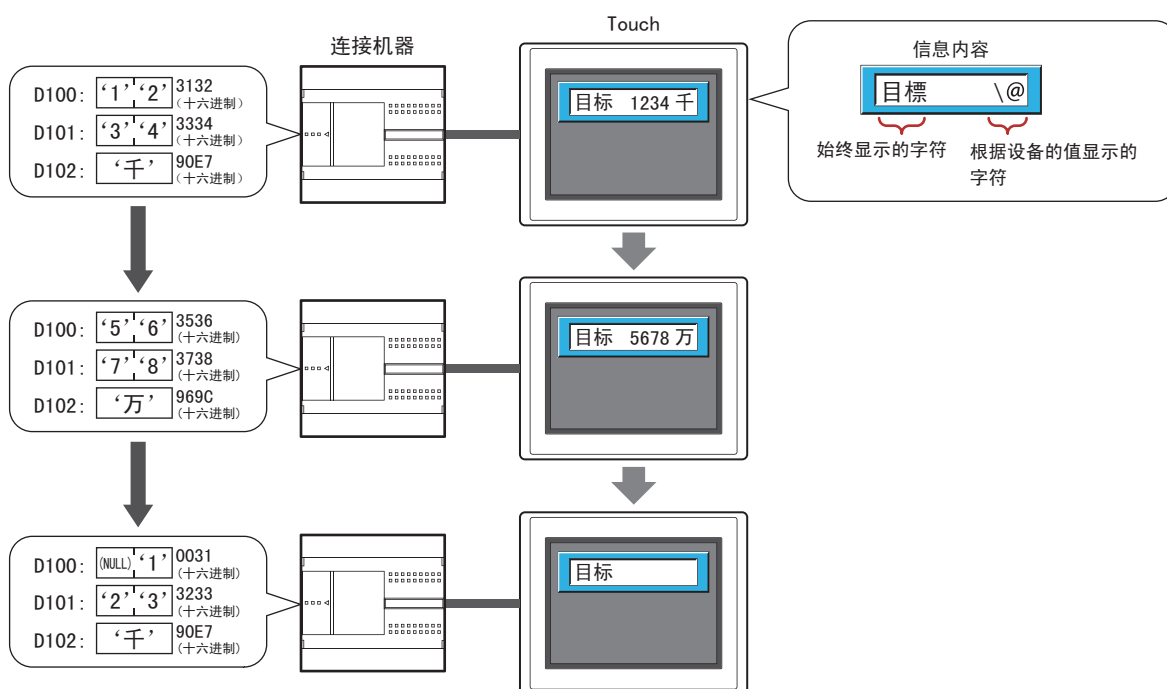 连接机器
Touch
D100: ‘1’ ‘2’ 3132
(十六进制)
D101: ‘3’ ‘4’ 3334
(十六进制)
D102: ‘千’ 90E7
(十六进制)
目标 1234 千
信息内容
目標 \@
始终显示的字符
根据设备的值显示的
字符
D100: ‘5’ ‘6’ 3536
(十六进制)
D101: ‘7’ ‘8’ 3738
(十六进制)
D102: ‘万’ 969C
(十六进制)
目标 5678 万
D100: (NULL) ‘1’ 0031
(十六进制)
D101: ‘2’ ‘3’ 3233
(十六进制)
D102: ‘千’ 90E7
(十六进制)
目标